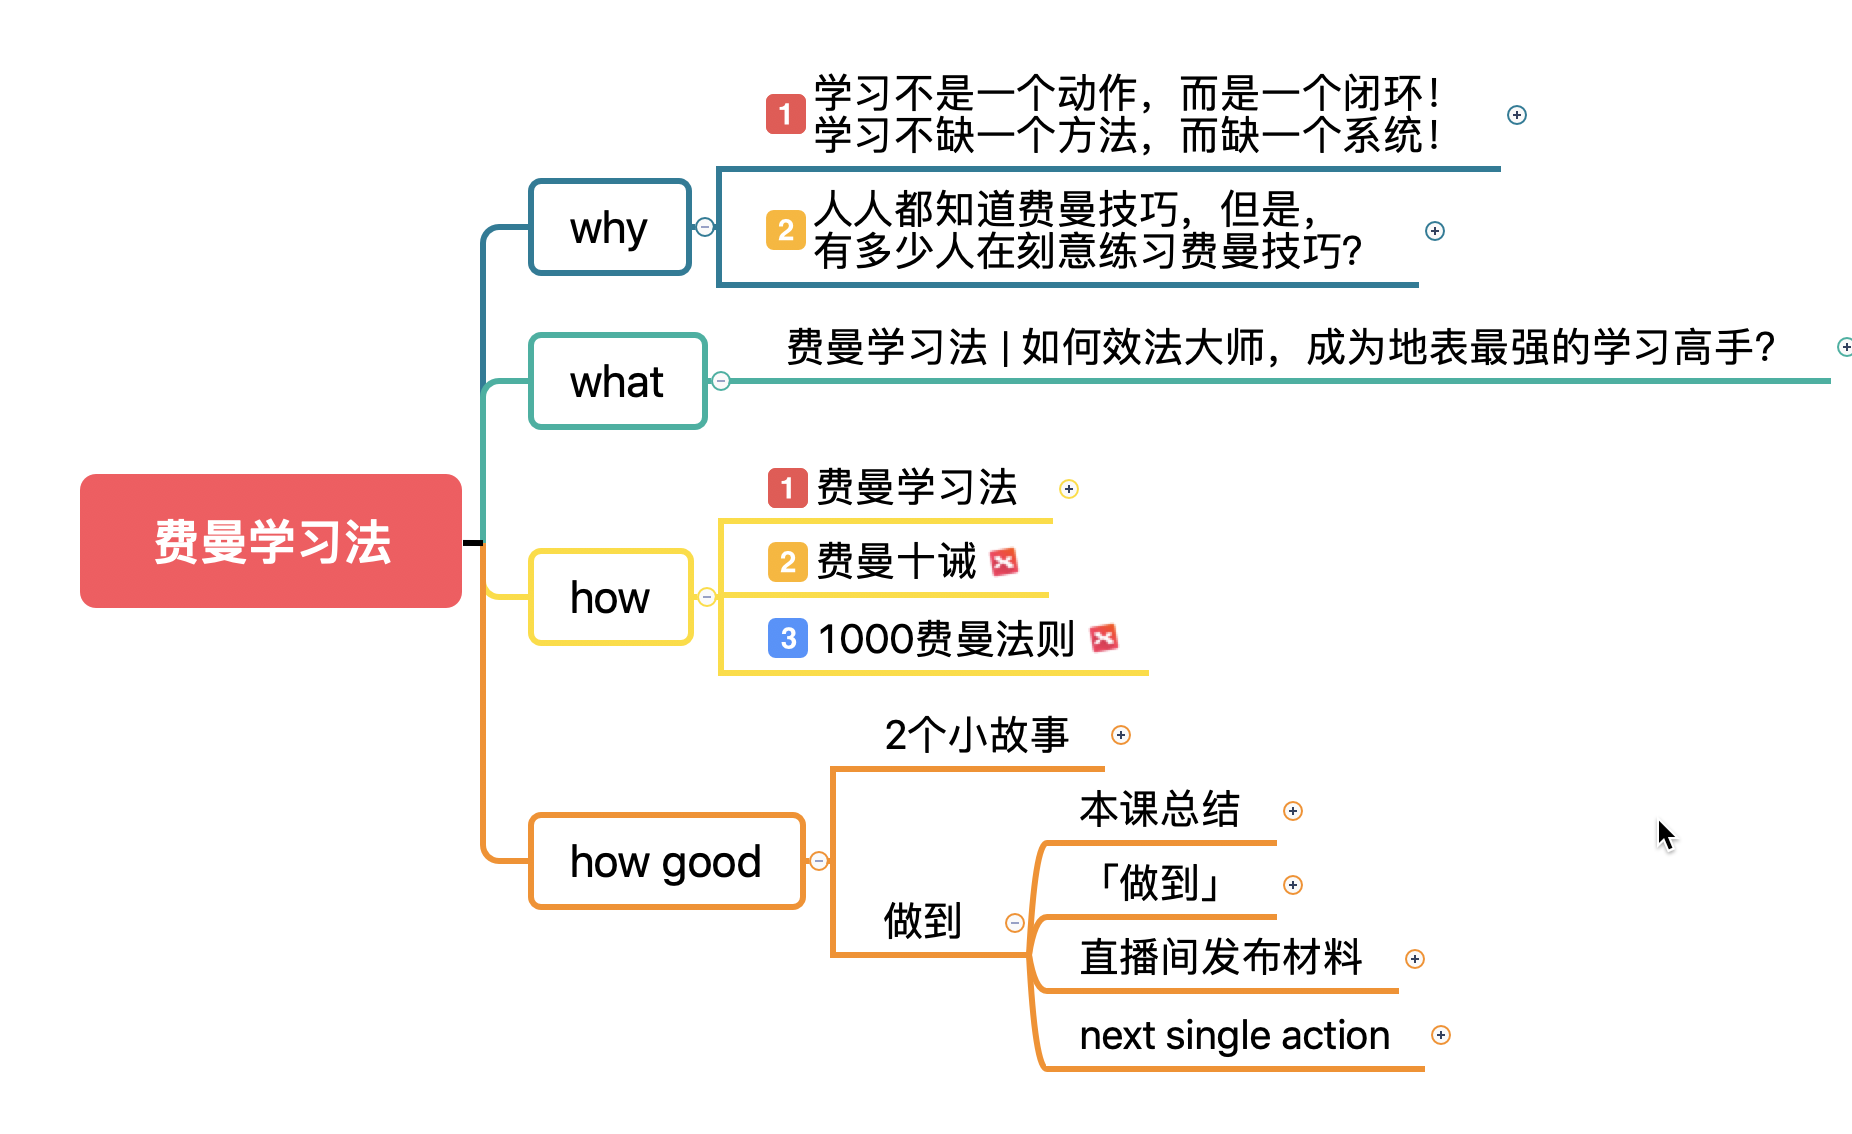 费曼学习法
why
1 学习不是一个动作，而是一个闭环！
学习不缺一个方法，而缺一个系统！
2 人人都知道费曼技巧，但是，
有多少人在刻意练习费曼技巧？
what
费曼学习法 | 如何效法大师，成为地表最强的学习高手？
how
1 费曼学习法
2 费曼十诫
3 1000费曼法则
how good
2个小故事
做到
本课总结
「做到」
直播间发布材料
next single action